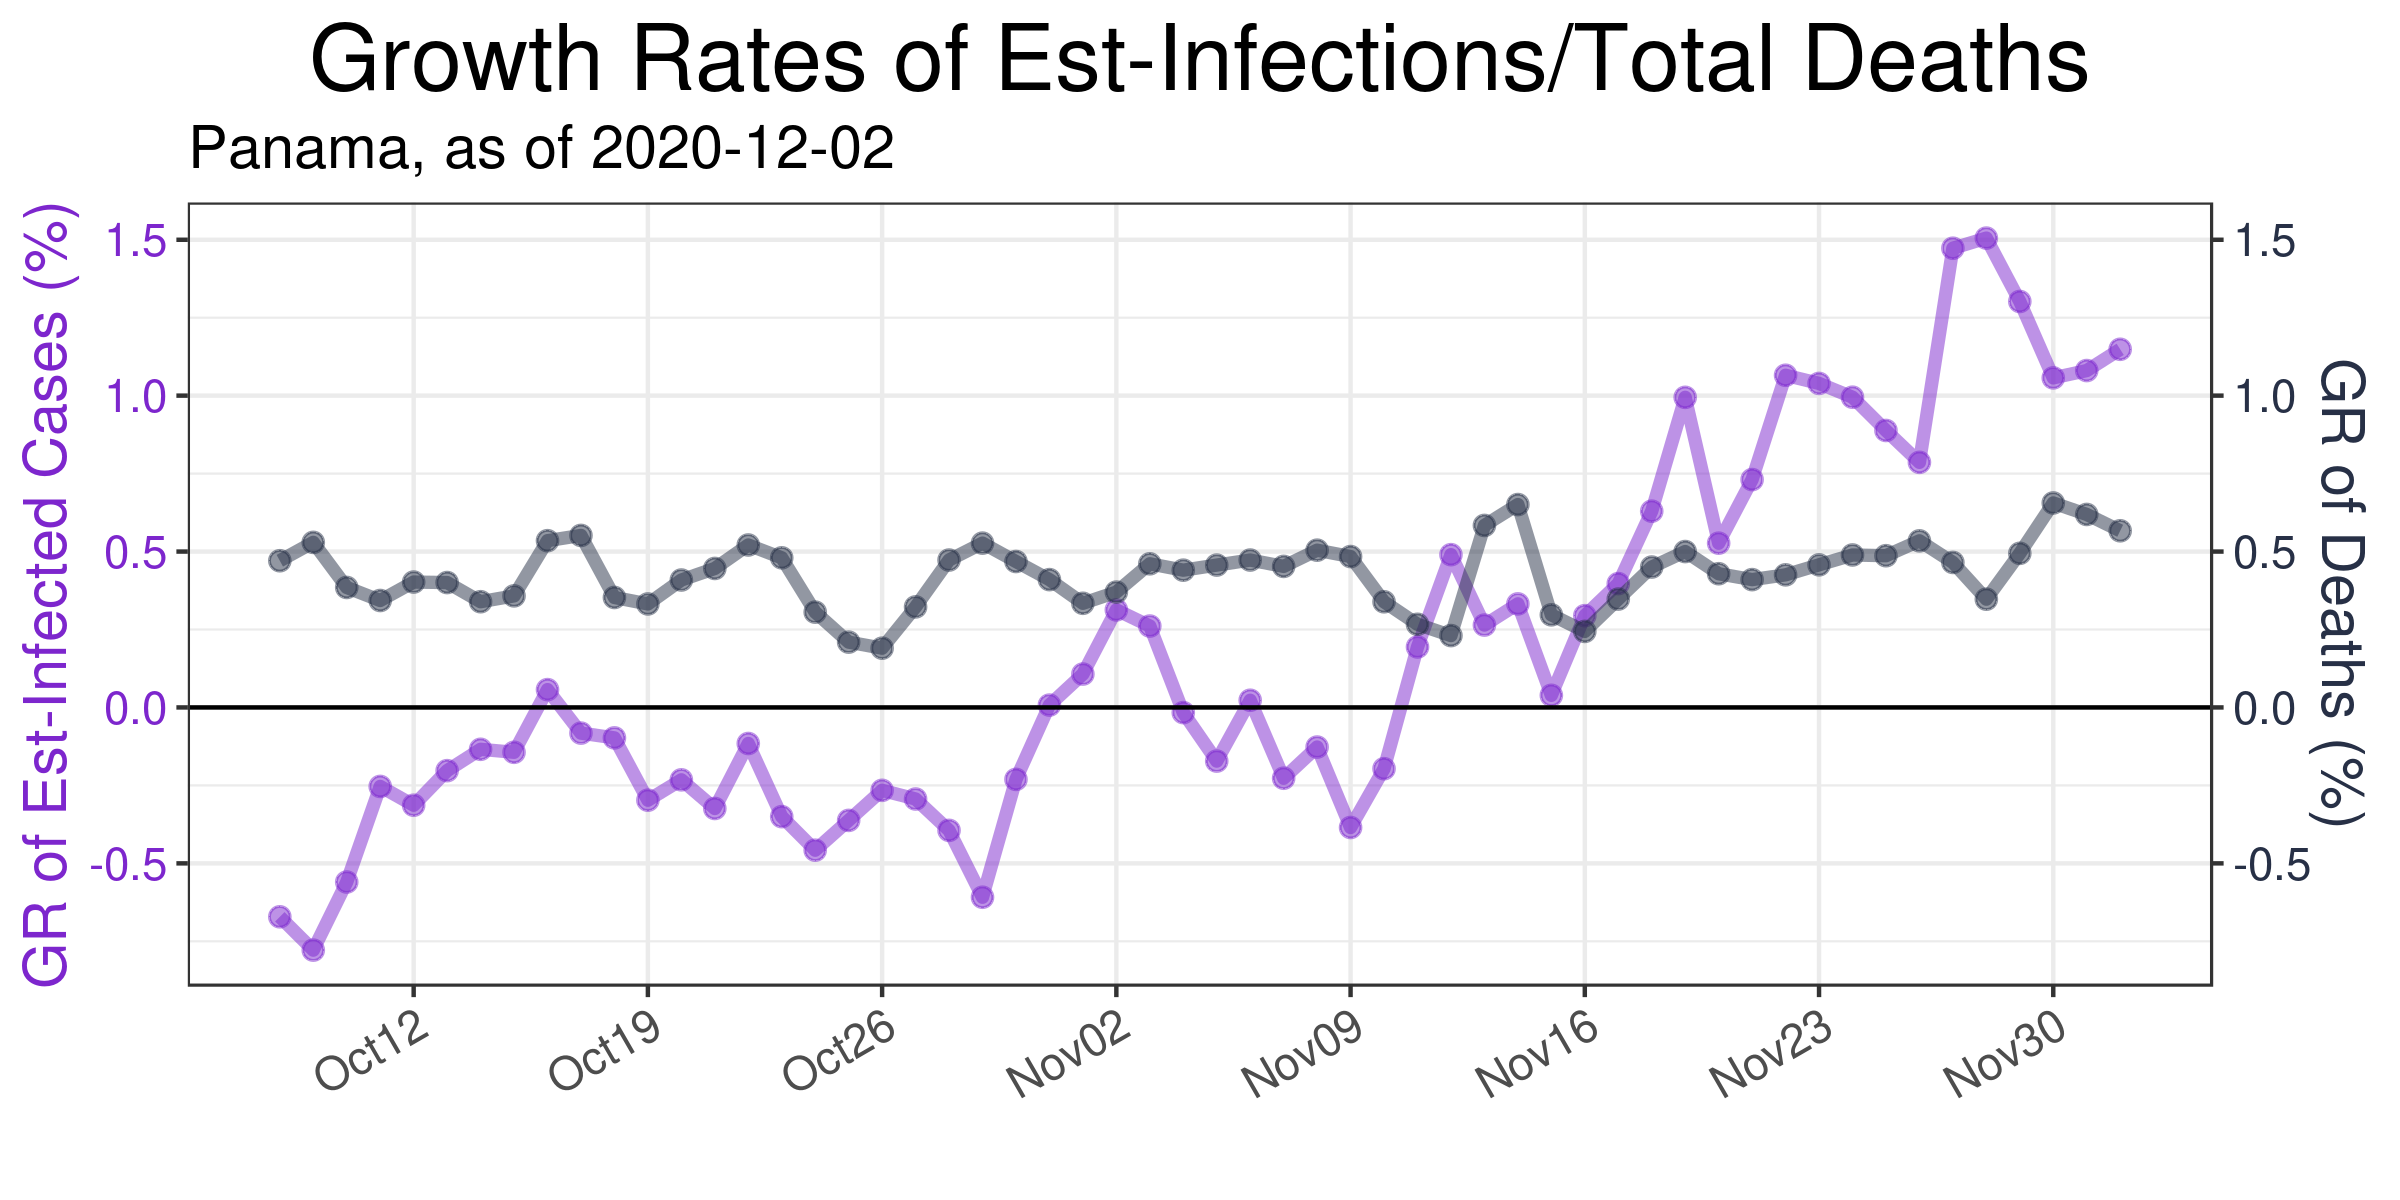 Growth Rates of Est-Infections/Total Deaths
Panama, as of 2020-12-02
GR of Est-Infected Cases (%)
1.5
1.0
0.5
0.0
-0.5
1.5
1.0
0.5
0.0
-0.5
GR of Deaths (%)
Oct12
Oct19
Oct26
Nov02
Nov09
Nov16
Nov23
Nov30